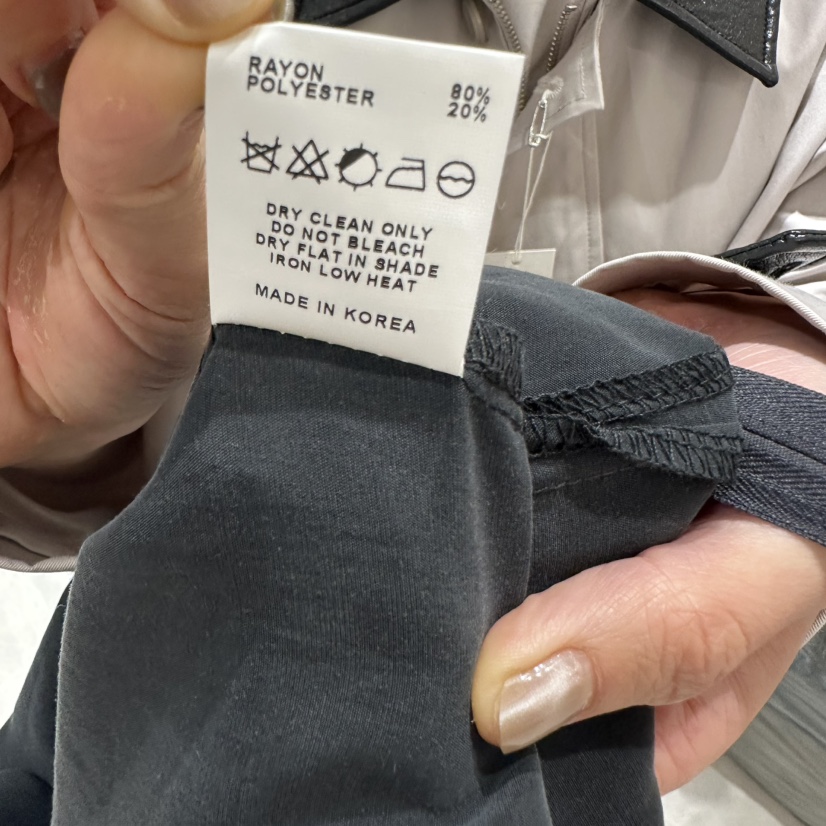 RAYON 80%
POLYESTER 20%
DRY CLEAN ONLY
DO NOT BLEACH
DRY FLAT IN SHADE
IRON LOW HEAT
MADE IN KOREA